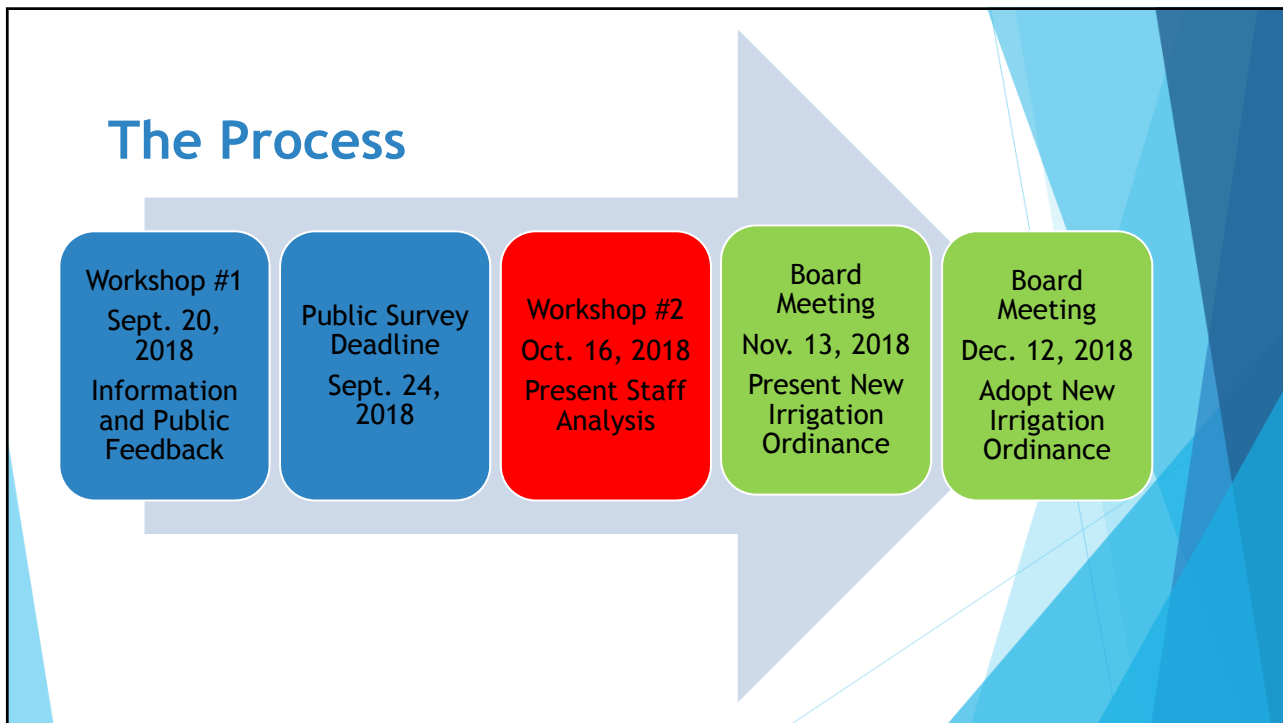 The Process
Workshop #1
Sept. 20,
2018
Information
and Public
Feedback
Public Survey
Deadline
Sept. 24,
2018
Workshop #2
Oct. 16, 2018
Present Staff
Analysis
Board
Meeting
Nov. 13, 2018
Present New
Irrigation
Ordinance
Board
Meeting
Dec. 12, 2018
Adopt New
Irrigation
Ordinance